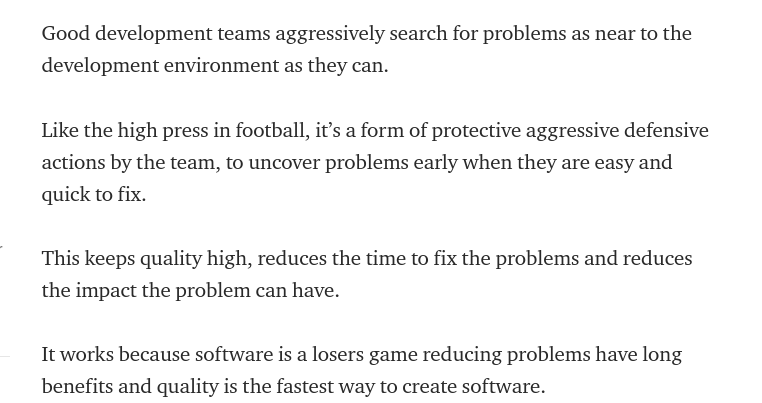 Good development teams aggressively search for problems as near to the
development environment as they can.
Like the high press in football, it’s a form of protective aggressive defensive
actions by the team, to uncover problems early when they are easy and
quick to fix.
This keeps quality high, reduces the time to fix the problems and reduces
the impact the problem can have.
It works because software is a losers game reducing problems have long
benefits and quality is the fastest way to create software.